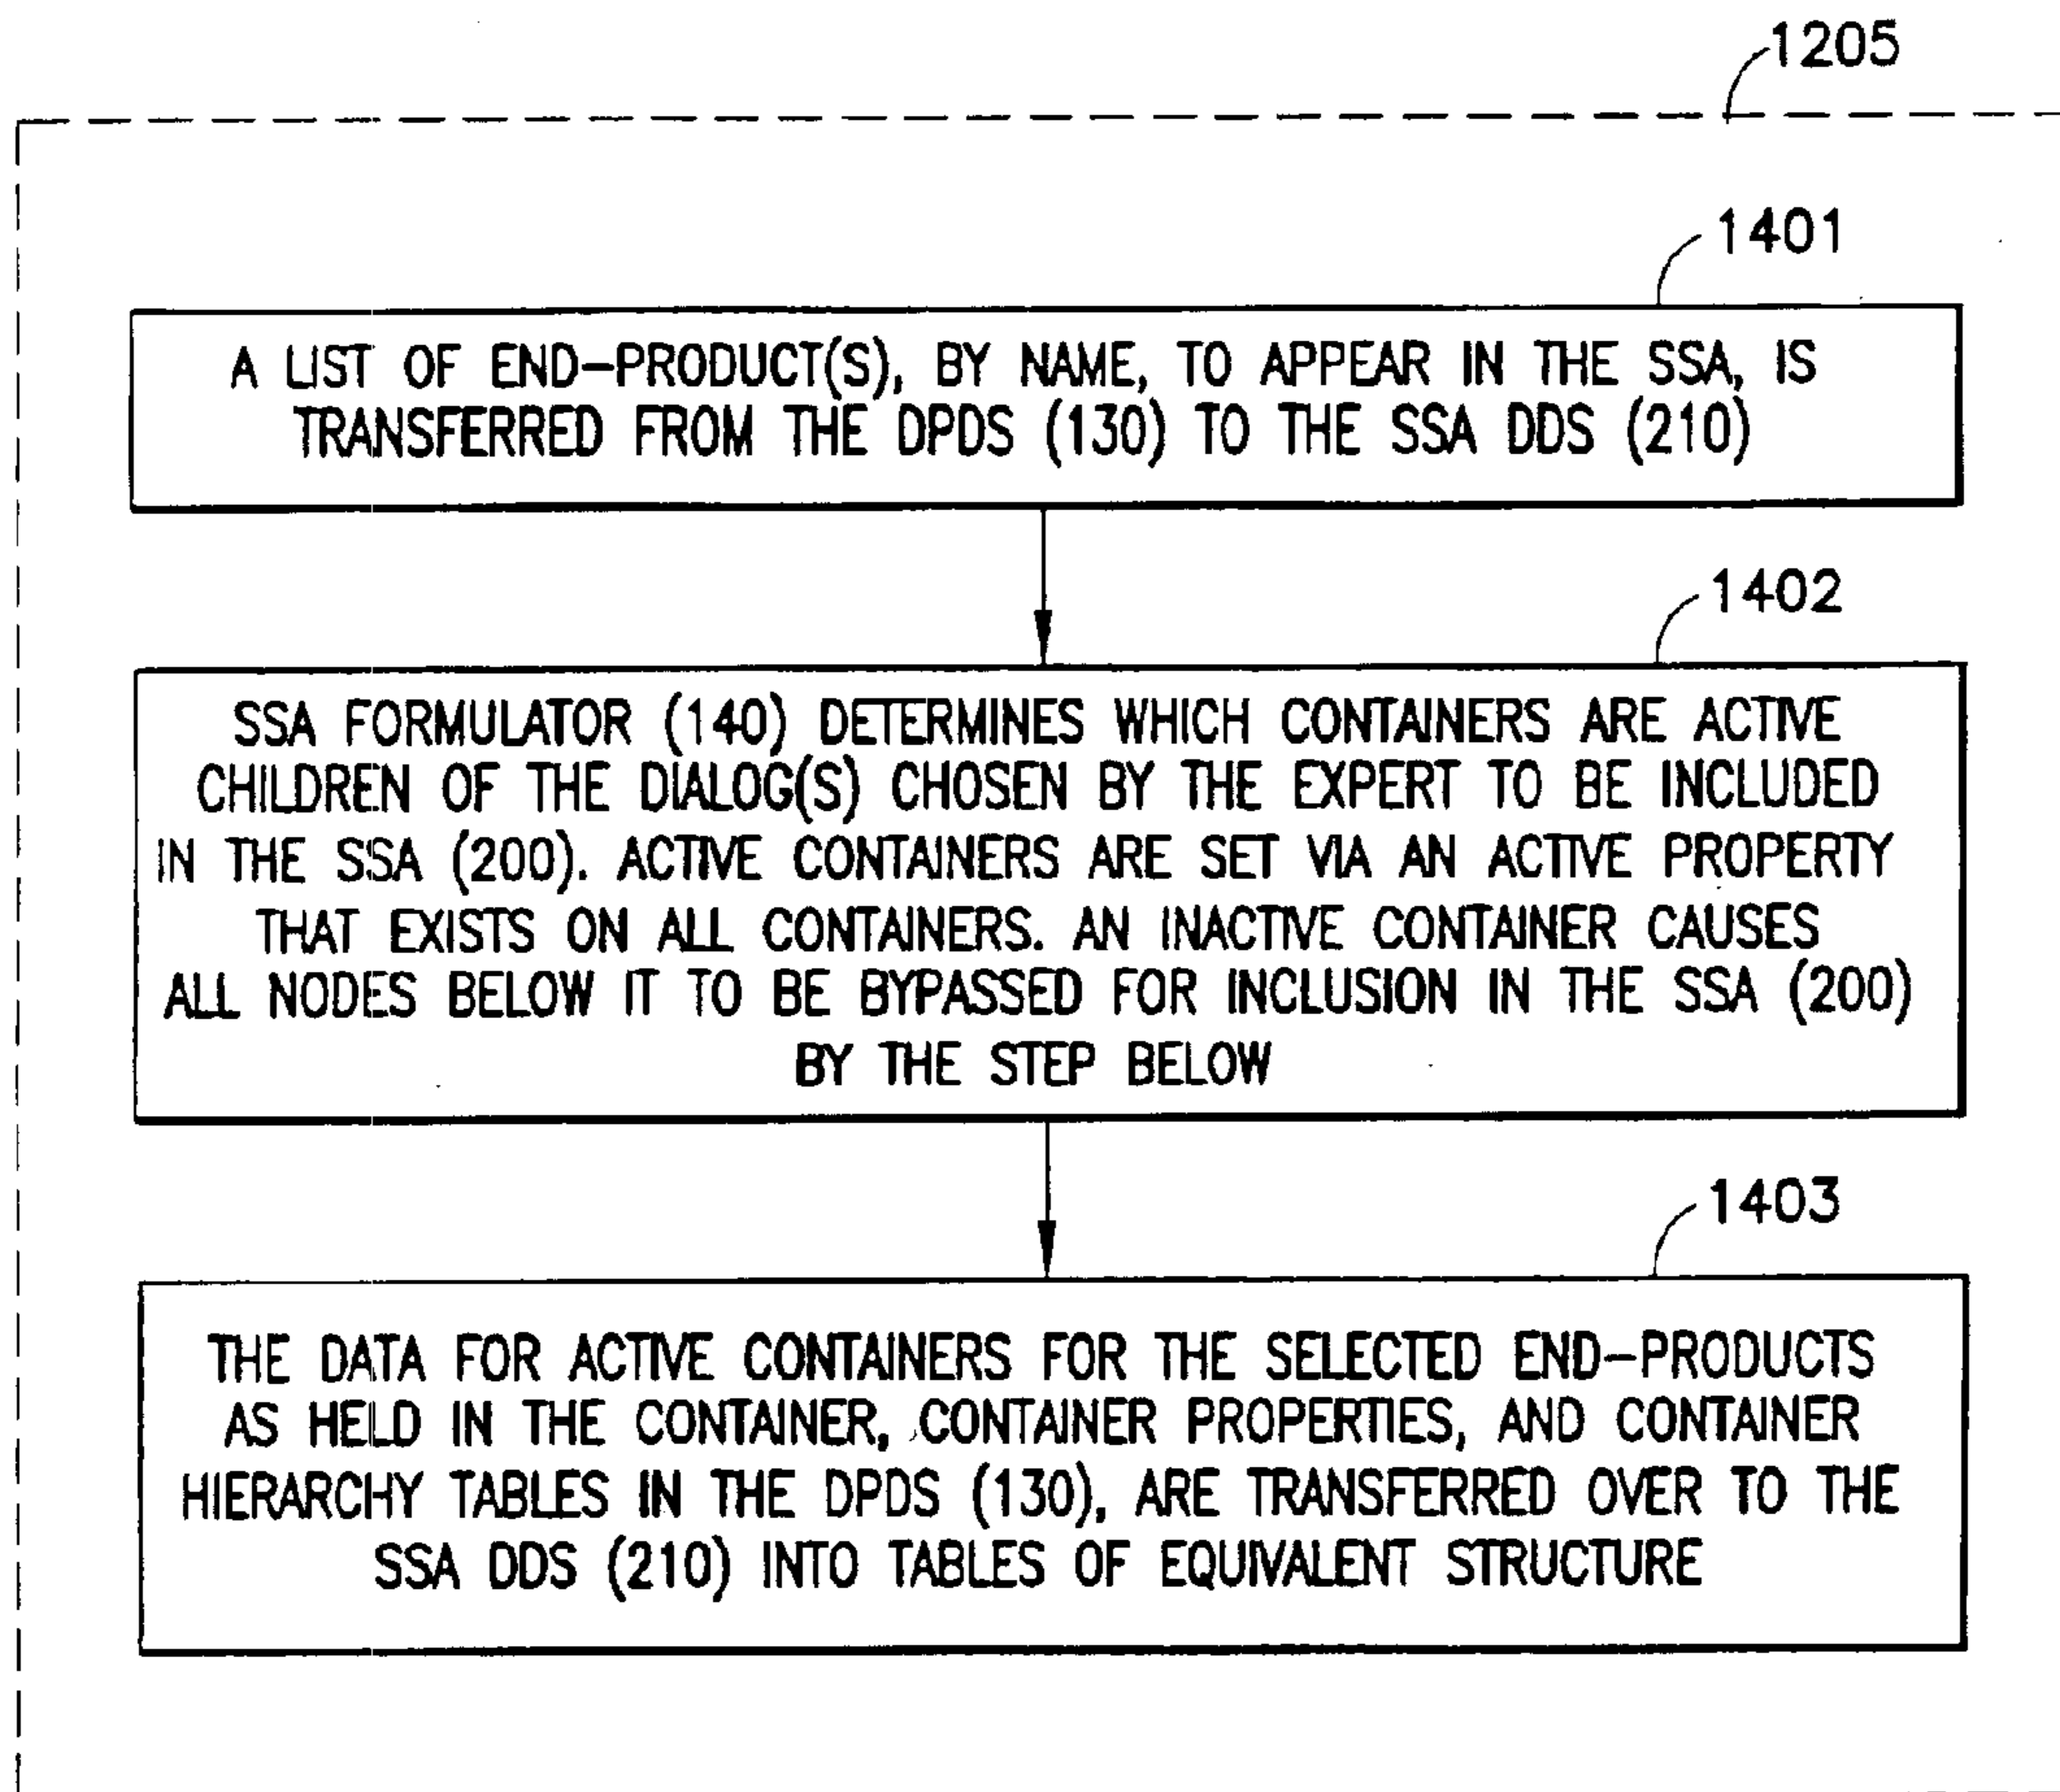 1205
1401
A LIST OF END-PRODUCT(S), BY NAME, TO APPEAR IN THE SSA, IS
TRANSFERRED FROM THE DPDS (130) TO THE SSA DDS (210)
1402
SSA FORMULATOR (140) DETERMINES WHICH CONTAINERS ARE ACTIVE
CHILDREN OF THE DIALOG(S) CHOSEN BY THE EXPERT TO BE INCLUDED
IN THE SSA (200). ACTIVE CONTAINERS ARE SET VIA AN ACTIVE PROPERTY
THAT EXISTS ON ALL CONTAINERS. AN INACTIVE CONTAINER CAUSES
ALL NODES BELOW IT TO BE BYPASSED FOR INCLUSION IN THE SSA (200)
BY THE STEP BELOW
1403
THE DATA FOR ACTIVE CONTAINERS FOR THE SELECTED END-PRODUCTS
AS HELD IN THE CONTAINER, CONTAINER PROPERTIES, AND CONTAINER
HIERARCHY TABLES IN THE DPDS (130), ARE TRANSFERRED OVER TO THE
SSA DDS (210) INTO TABLES OF EQUIVALENT STRUCTURE